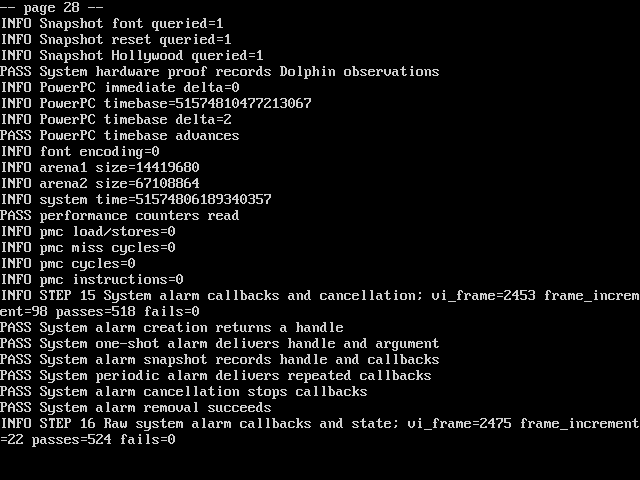 -- page 28 --
INFO Snapshot font queried=1
INFO Snapshot reset queried=1
INFO Snapshot Hollywood queried=1
PASS System hardware proof records Dolphin observations
INFO PowerPC immediate delta=0
INFO PowerPC timebase=51574810477213067
INFO PowerPC timebase delta=2
PASS PowerPC timebase advances
INFO font encoding=0
INFO arena1 size=14419680
INFO arena2 size=67108864
INFO system time=51574806189340357
PASS performance counters read
INFO pmc load/stores=0
INFO pmc miss cycles=0
INFO pmc cycles=0
INFO pmc instructions=0
INFO STEP 15 System alarm callbacks and cancellation; vi_frame=2453 frame_increm
ent=98 passes=518 fails=0
PASS System alarm creation returns a handle
PASS System one-shot alarm delivers handle and argument
PASS System alarm snapshot records handle and callbacks
PASS System periodic alarm delivers repeated callbacks
PASS System alarm cancellation stops callbacks
PASS System alarm removal succeeds
INFO STEP 16 Raw system alarm callbacks and state; vi_frame=2475 frame_increment
=22 passes=524 fails=0